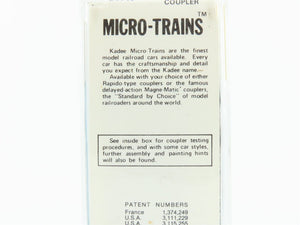 COUPLER
MICRO-TRAINS™
Kadee Micro-Trains are the finest
model railroad cars available. Every
car has the craftsmanship and detail
you expect from the Kadee name.—
Available with your choice of either
Rapido-type couplers or the famous
delayed-action Magne-Matic® couplers,
the "Standard by Choice" of model
railroaders around the world.
See inside box for coupler testing
procedures, and with some car styles,
further assembly and painting hints
will also be found.
PATENT NUMBERS
France 1,374,249
U.S.A. 3,111,229
U.S.A. 3,115,255